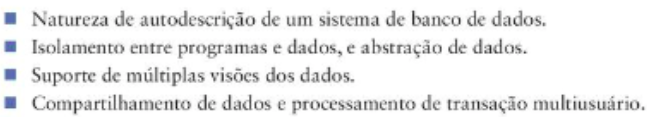 Natureza de autodescrição de um sistema de banco de dados.
Isolamento entre programas e dados, e abstração de dados.
Suporte de múltiplas visões dos dados.
Compartilhamento de dados e processamento de transação multiusuário.